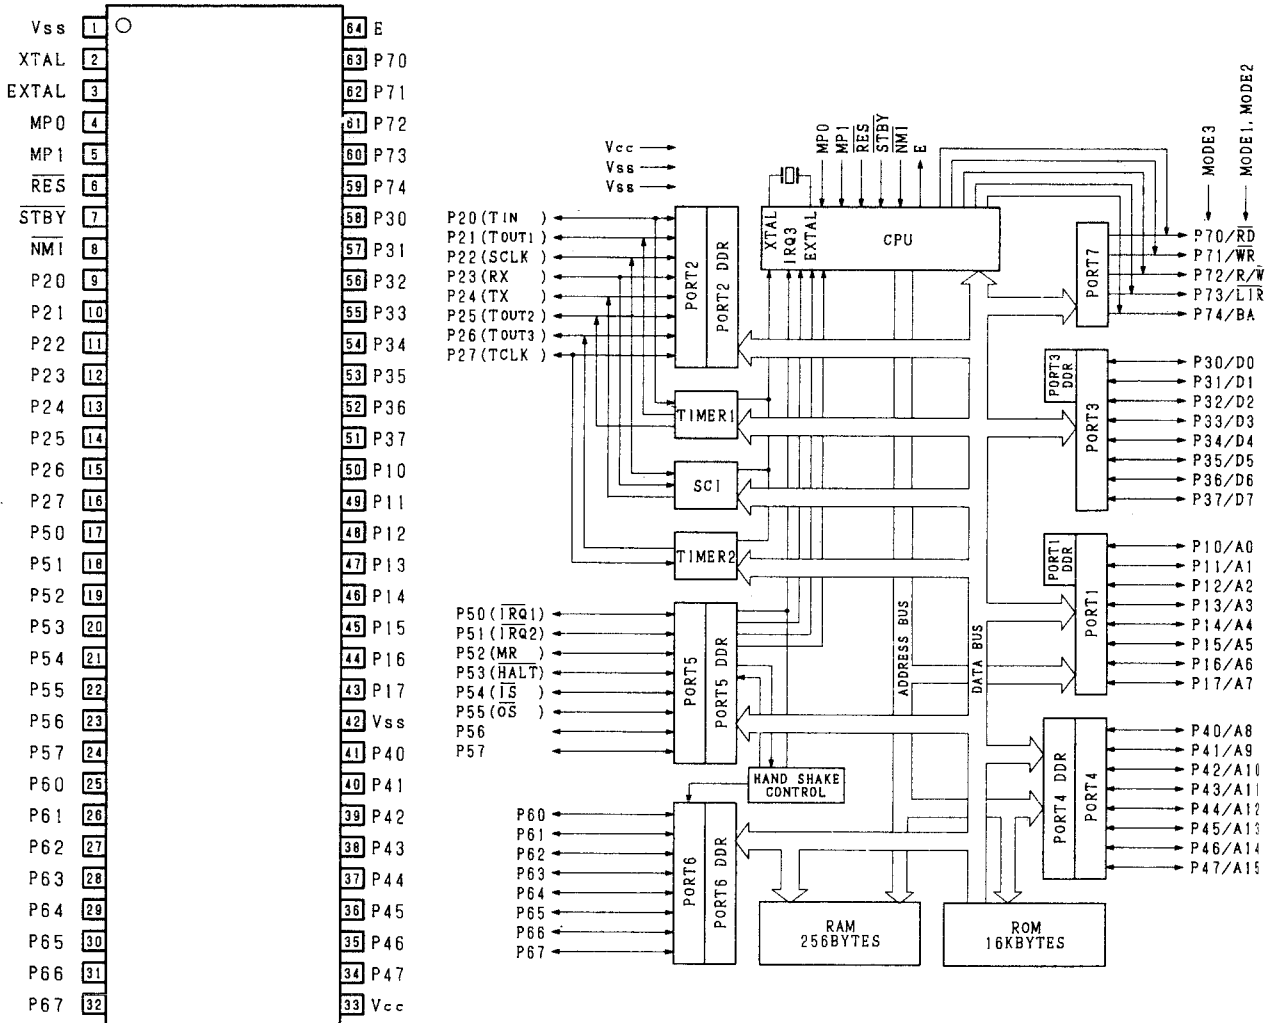 Vss 1
XTAL 2
EXTAL 3
MP0 4
MP1 5
RES 6
STBY 7
NMI 8
P20 9
P21 10
P22 11
P23 12
P24 13
P25 14
P26 15
P27 16
P50 17
P51 18
P52 19
P53 20
P54 21
P55 22
P56 23
P57 24
P60 25
P61 26
P62 27
P63 28
P64 29
P65 30
P66 31
P67 32
64 E
63 P70
62 P71
61 P72
60 P73
59 P74
58 P30
57 P31
56 P32
55 P33
54 P34
53 P35
52 P36
51 P37
50 P10
49 P11
48 P12
47 P13
46 P14
45 P15
44 P16
43 P17
42 Vss
41 P40
40 P41
39 P42
38 P43
37 P44
36 P45
35 P46
34 P47
33 Vcc
Vcc
Vss
Vss
MP0
MP1
RES
STBY
NMI
E
MODE3
MODE1, MODE2
P20(TIN )
P21(TOUT1)
P22(SCLK)
P23(RX )
P24(TX )
P25(TOUT2)
P26(TOUT3)
P27(TCLK )
PORT2
PORT2 DDR
XTAL
IRQ3
EXTAL
CPU
PORT7
P70/RD
P71/WR
P72/R/W
P73/LIR
P74/BA
TIMER1
SCI
TIMER2
PORT3 DDR
PORT3
P30/D0
P31/D1
P32/D2
P33/D3
P34/D4
P35/D5
P36/D6
P37/D7
PORT1 DDR
PORT1
P10/A0
P11/A1
P12/A2
P13/A3
P14/A4
P15/A5
P16/A6
P17/A7
P50(IRQ1)
P51(IRQ2)
P52(MR )
P53(HALT)
P54(IS )
P55(OS )
P56
P57
PORT5
PORT5 DDR
ADDRESS BUS
DATA BUS
HAND SHAKE
CONTROL
PORT4 DDR
PORT4
P40/A8
P41/A9
P42/A10
P43/A11
P44/A12
P45/A13
P46/A14
P47/A15
P60
P61
P62
P63
P64
P65
P66
P67
PORT6
PORT6 DDR
RAM
256BYTES
ROM
16KBYTES